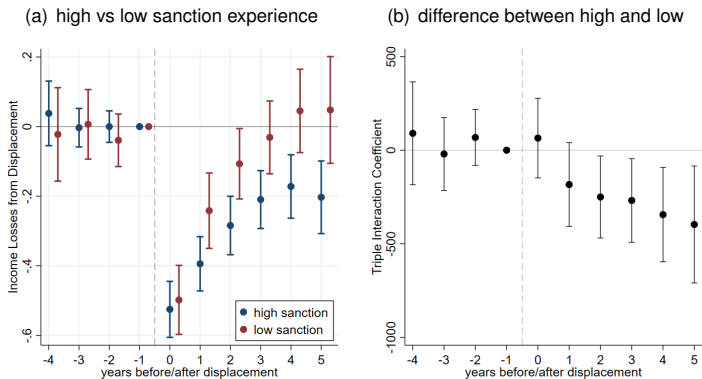 (a) high vs low sanction experience
(b) difference between high and low
Income Losses from Displacement
.2
0
-.2
-.4
-.6
high sanction
low sanction
-4 -3 -2 -1 0 1 2 3 4 5
years before/after displacement
Triple Interaction Coefficient
500
0
-5000
-1000
-4 -3 -2 -1 0 1 2 3 4 5
years before/after displacement